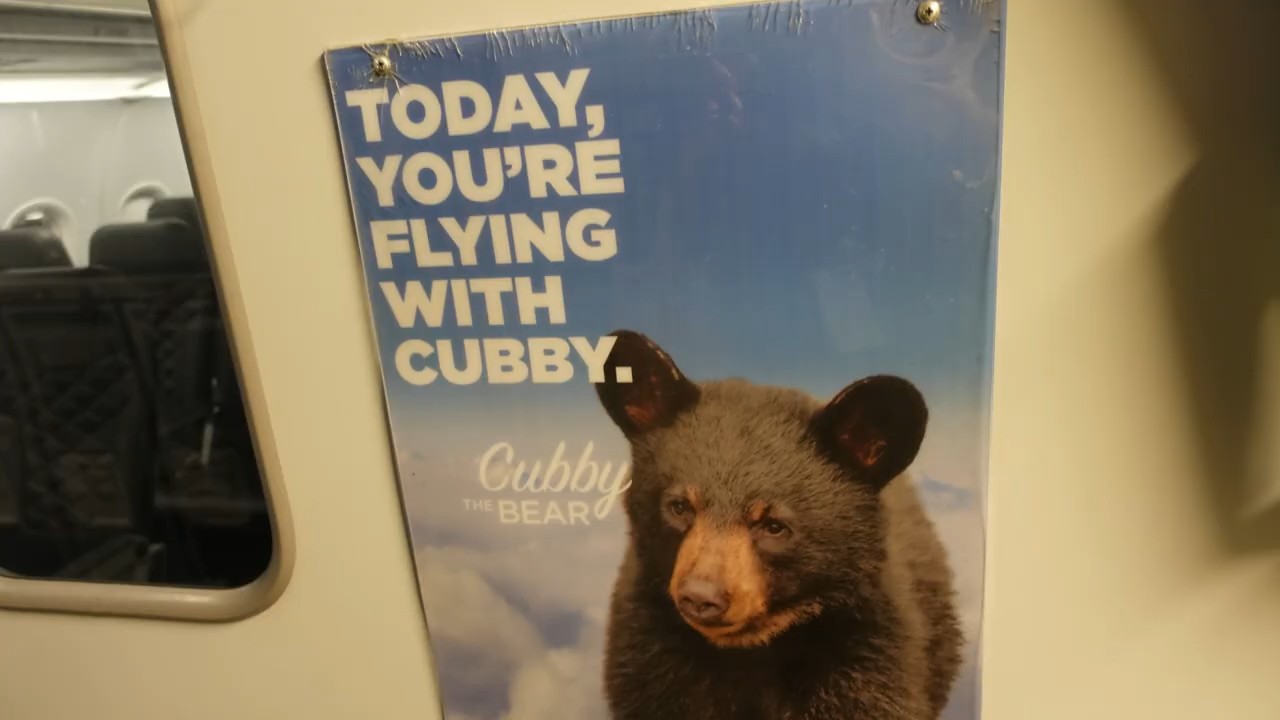 TODAY,
YOU'RE
FLYING
WITH
CUBBY.
Cubby
THE BEAR